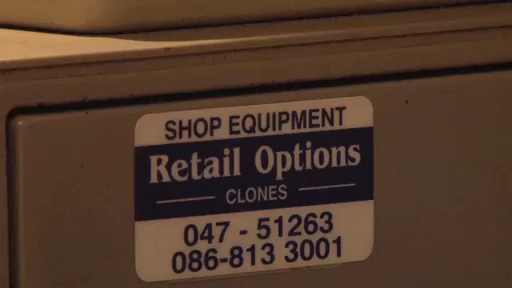 SHOP EQUIPMENT
Retail Options
CLONES
047 - 51263
086-813 3001